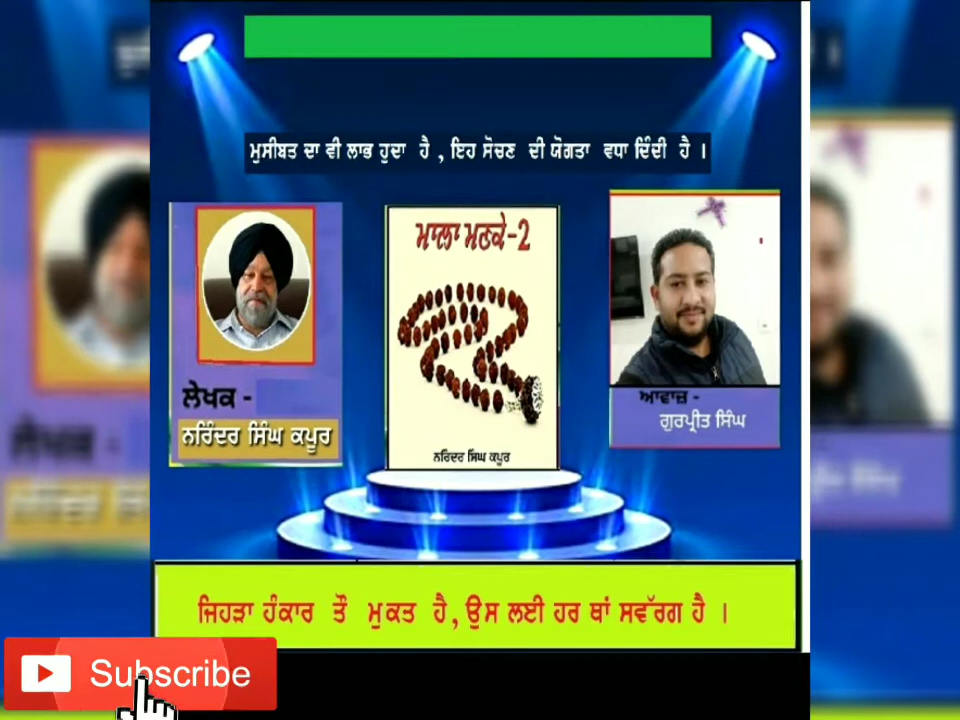 ਮੁਸੀਬਤ ਦਾ ਵੀ ਲਾਭ ਹੁਦਾ ਹੈ , ਇਹ ਸੋਚਣ ਦੀ ਯੋਗਤਾ ਵਧਾ ਦਿੰਦੀ ਹੈ ।
ਮਾਲਾ ਮਣਕੇ-2
ਲੇਖਕ -
ਨਰਿੰਦਰ ਸਿੰਘ ਕਪੂਰ
ਨਰਿਦਰ ਸਿਘ ਕਪੂਰ
ਆਵਾਜ਼ -
ਗੁਰਪ੍ਰੀਤ ਸਿੰਘ
ਜਿਹੜਾ ਹੰਕਾਰ ਤੌ ਮੁਕਤ ਹੈ, ਉਸ ਲਈ ਹਰ ਥਾਂ ਸਵੱਰਗ ਹੈ ।
Subscribe